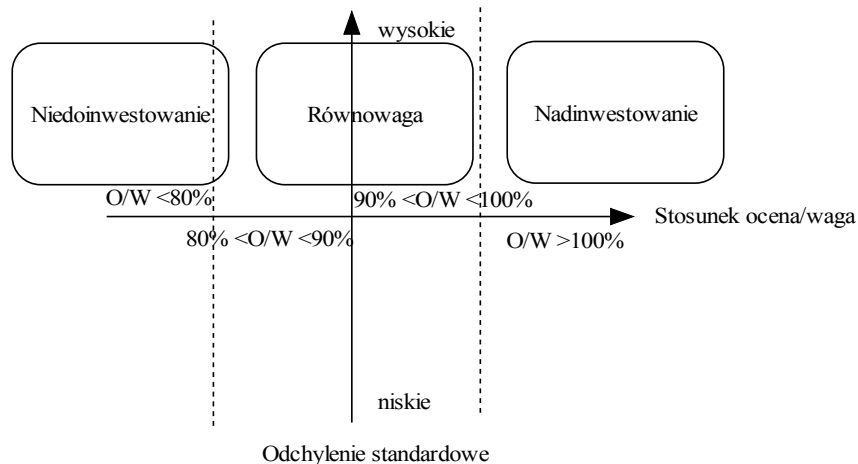 wysokie
Niedoinwestowanie
Równowaga
Nadinwestowanie
O/W <80%
90% <O/W <100%
Stosunek ocena/waga
80% <O/W <90%
O/W >100%
niskie
Odchylenie standardowe